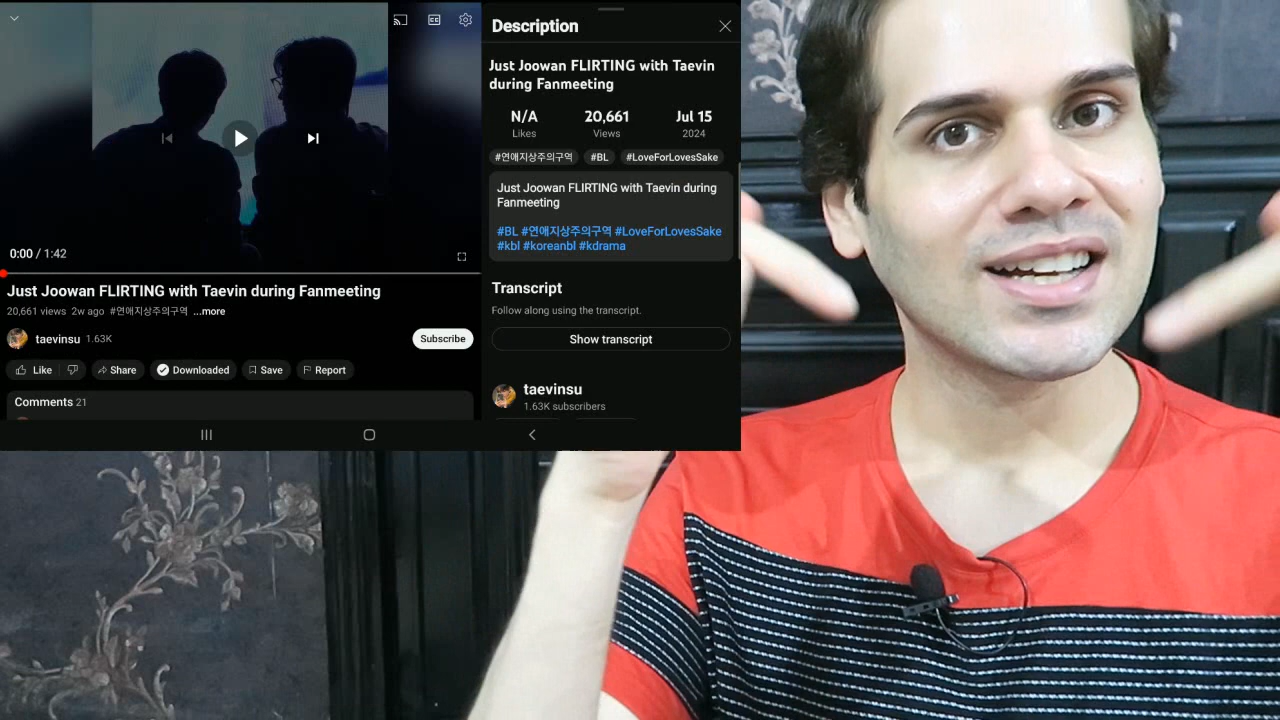 CC
0:00 / 1:42
Just Joowan FLIRTING with Taevin during Fanmeeting
20,661 views 2w ago #연애지상주의구역 ...more
taevinsu 1.63K
Subscribe
Like
Share
Downloaded
Save
Report
Comments 21
Description
Just Joowan FLIRTING with Taevin
during Fanmeeting
N/A
Likes
20,661
Views
Jul 15
2024
#연애지상주의구역
#BL
#LoveForLovesSake
Just Joowan FLIRTING with Taevin during
Fanmeeting
#BL #연애지상주의구역 #LoveForLovesSake
#kbl #koreanbl #kdrama
Transcript
Follow along using the transcript.
Show transcript
taevinsu
1.63K subscribers